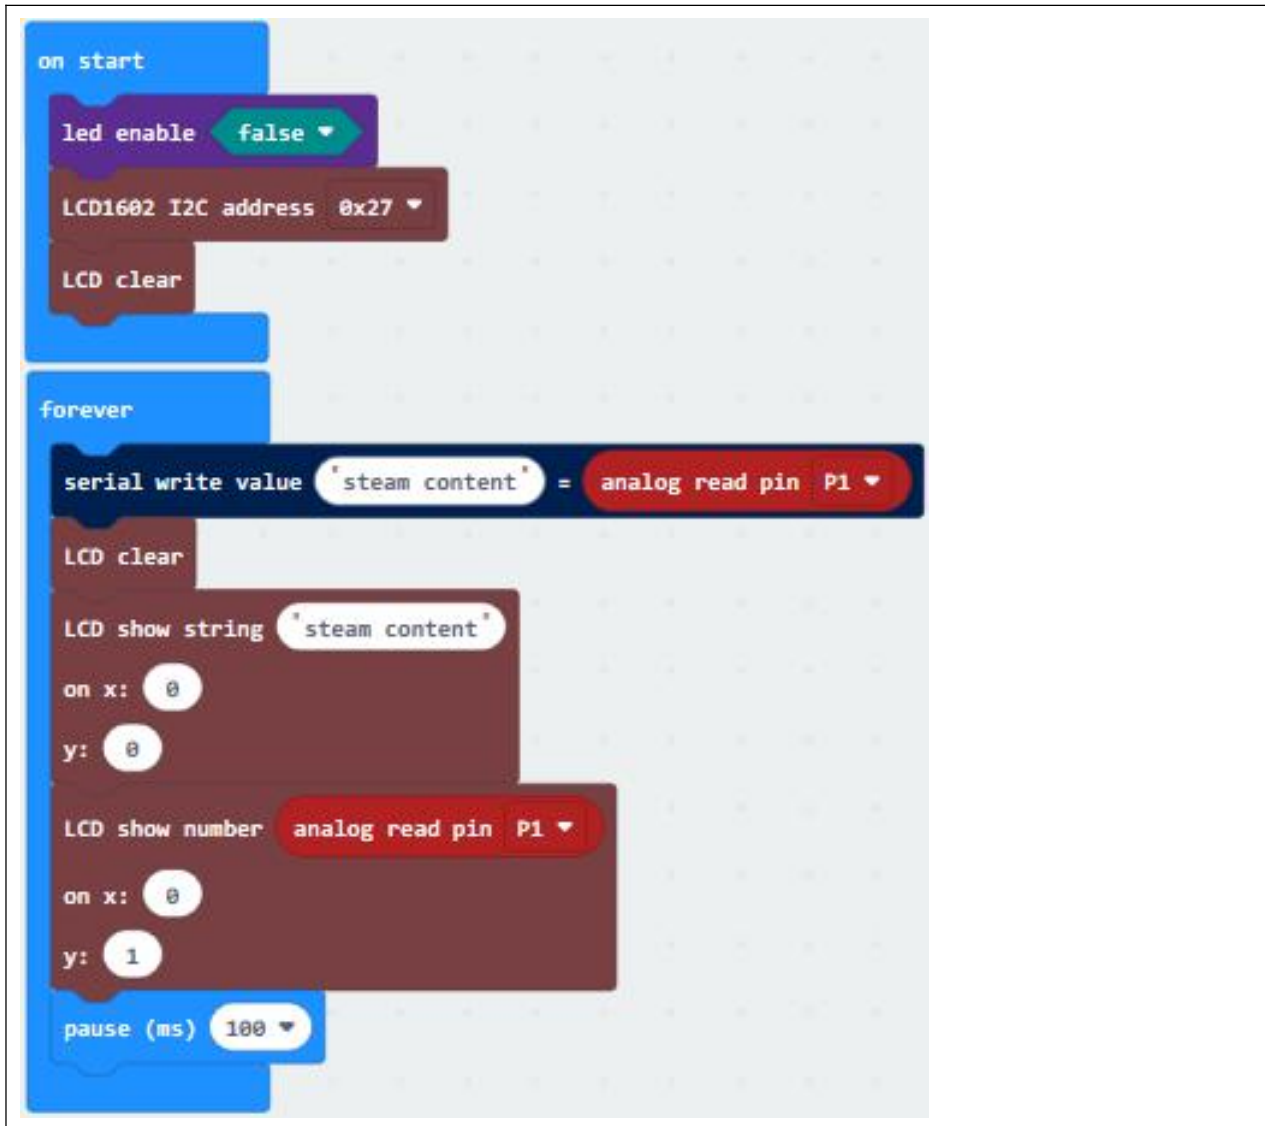 on start
led enable false
LCD1602 I2C address 0x27
LCD clear
forever
serial write value "steam content" = analog read pin P1
LCD clear
LCD show string "steam content"
on x: 0
y: 0
LCD show number analog read pin P1
on x: 0
y: 1
pause (ms) 100